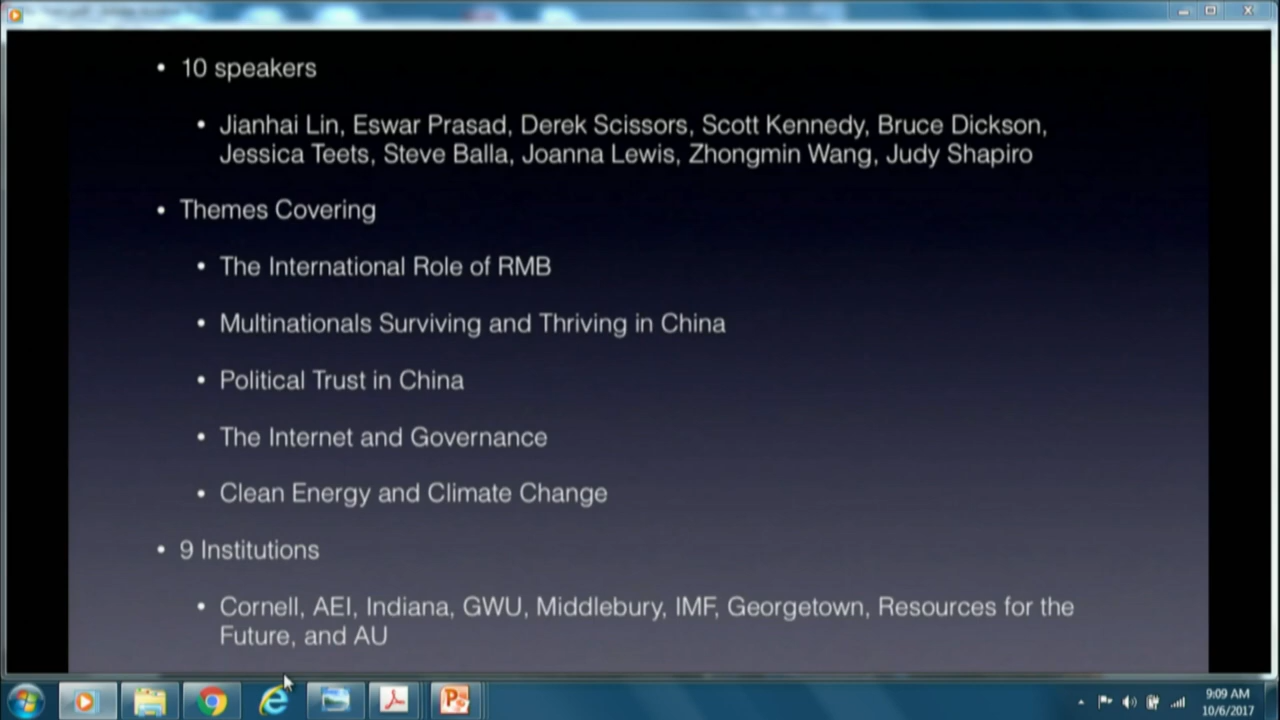 • 10 speakers
• Jianhai Lin, Eswar Prasad, Derek Scissors, Scott Kennedy, Bruce Dickson,
Jessica Teets, Steve Balla, Joanna Lewis, Zhongmin Wang, Judy Shapiro
• Themes Covering
• The International Role of RMB
• Multinationals Surviving and Thriving in China
• Political Trust in China
• The Internet and Governance
• Clean Energy and Climate Change
• 9 Institutions
• Cornell, AEI, Indiana, GWU, Middlebury, IMF, Georgetown, Resources for the
Future, and AU
9:09 AM
10/6/2017